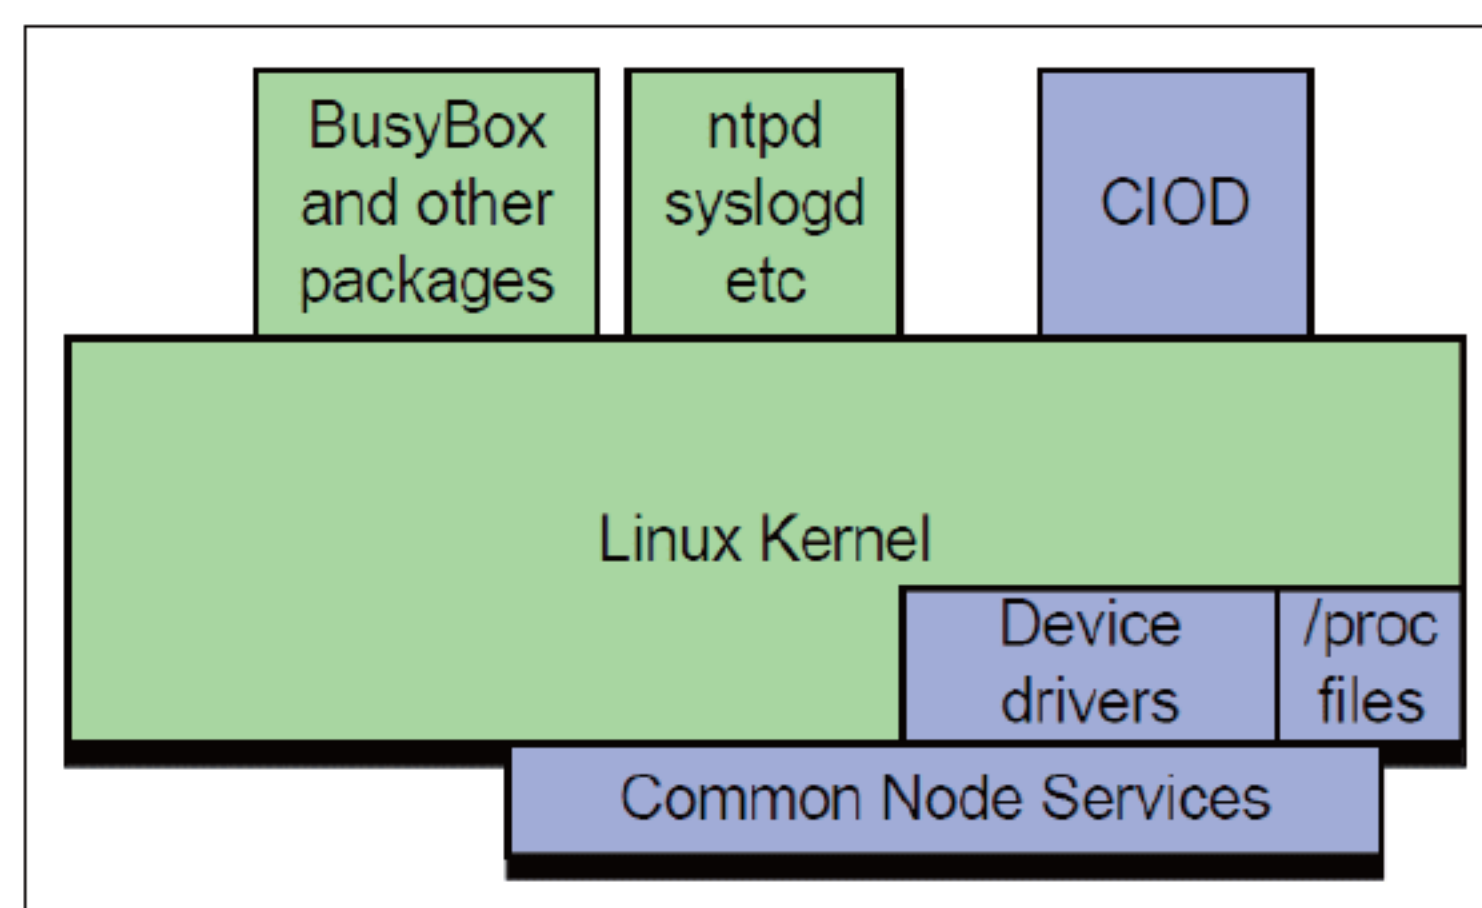 BusyBox
and other
packages
ntpd
syslogd
etc
CIOD
Linux Kernel
Device
drivers
/proc
files
Common Node Services